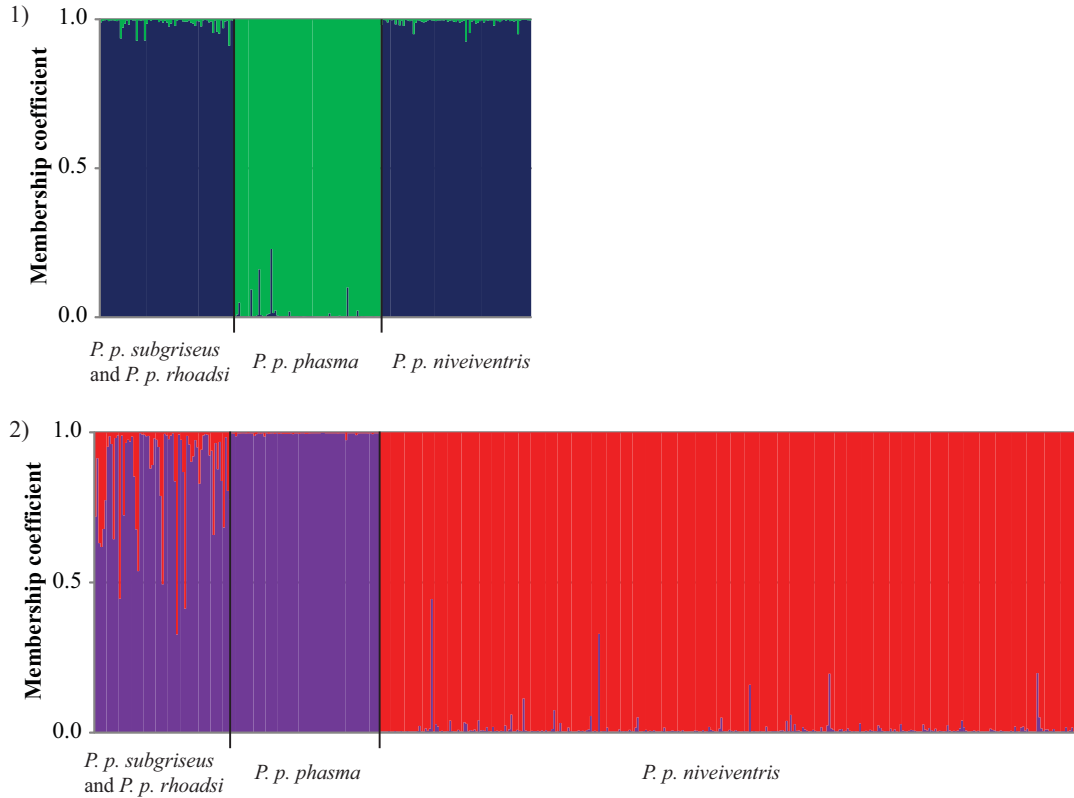 1)
1.0
0.5
0.0
Membership coefficient
P. p. subgriseus
and P. p. rhoadsi
P. p. phasma
P. p. niveiventris
2)
1.0
0.5
0.0
Membership coefficient
P. p. subgriseus
and P. p. rhoadsi
P. p. phasma
P. p. niveiventris